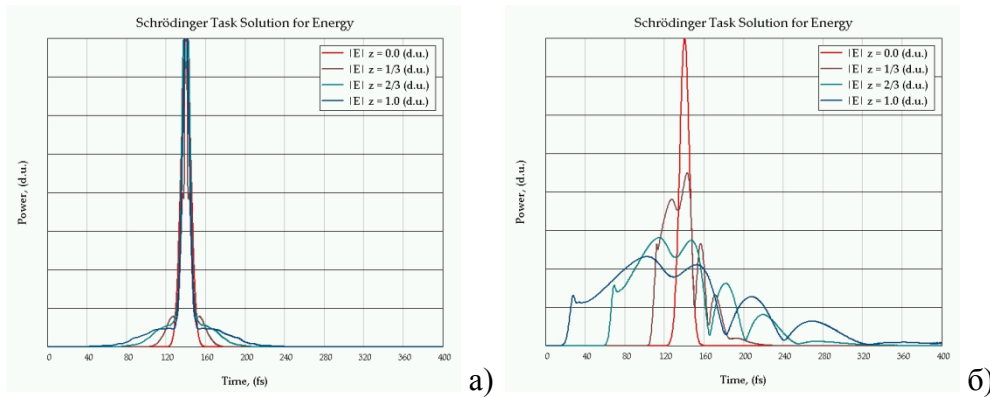 Schrödinger Task Solution for Energy
|E| z = 0.0 (d.u.)
|E| z = 1/3 (d.u.)
|E| z = 2/3 (d.u.)
|E| z = 1.0 (d.u.)
Power, (d.u.)
0 40 80 120 160 200 240 280 320 360 400
Time, (fs)
а)
Schrödinger Task Solution for Energy
|E| z = 0.0 (d.u.)
|E| z = 1/3 (d.u.)
|E| z = 2/3 (d.u.)
|E| z = 1.0 (d.u.)
Power, (d.u.)
0 40 80 120 160 200 240 280 320 360 400
Time, (fs)
б)